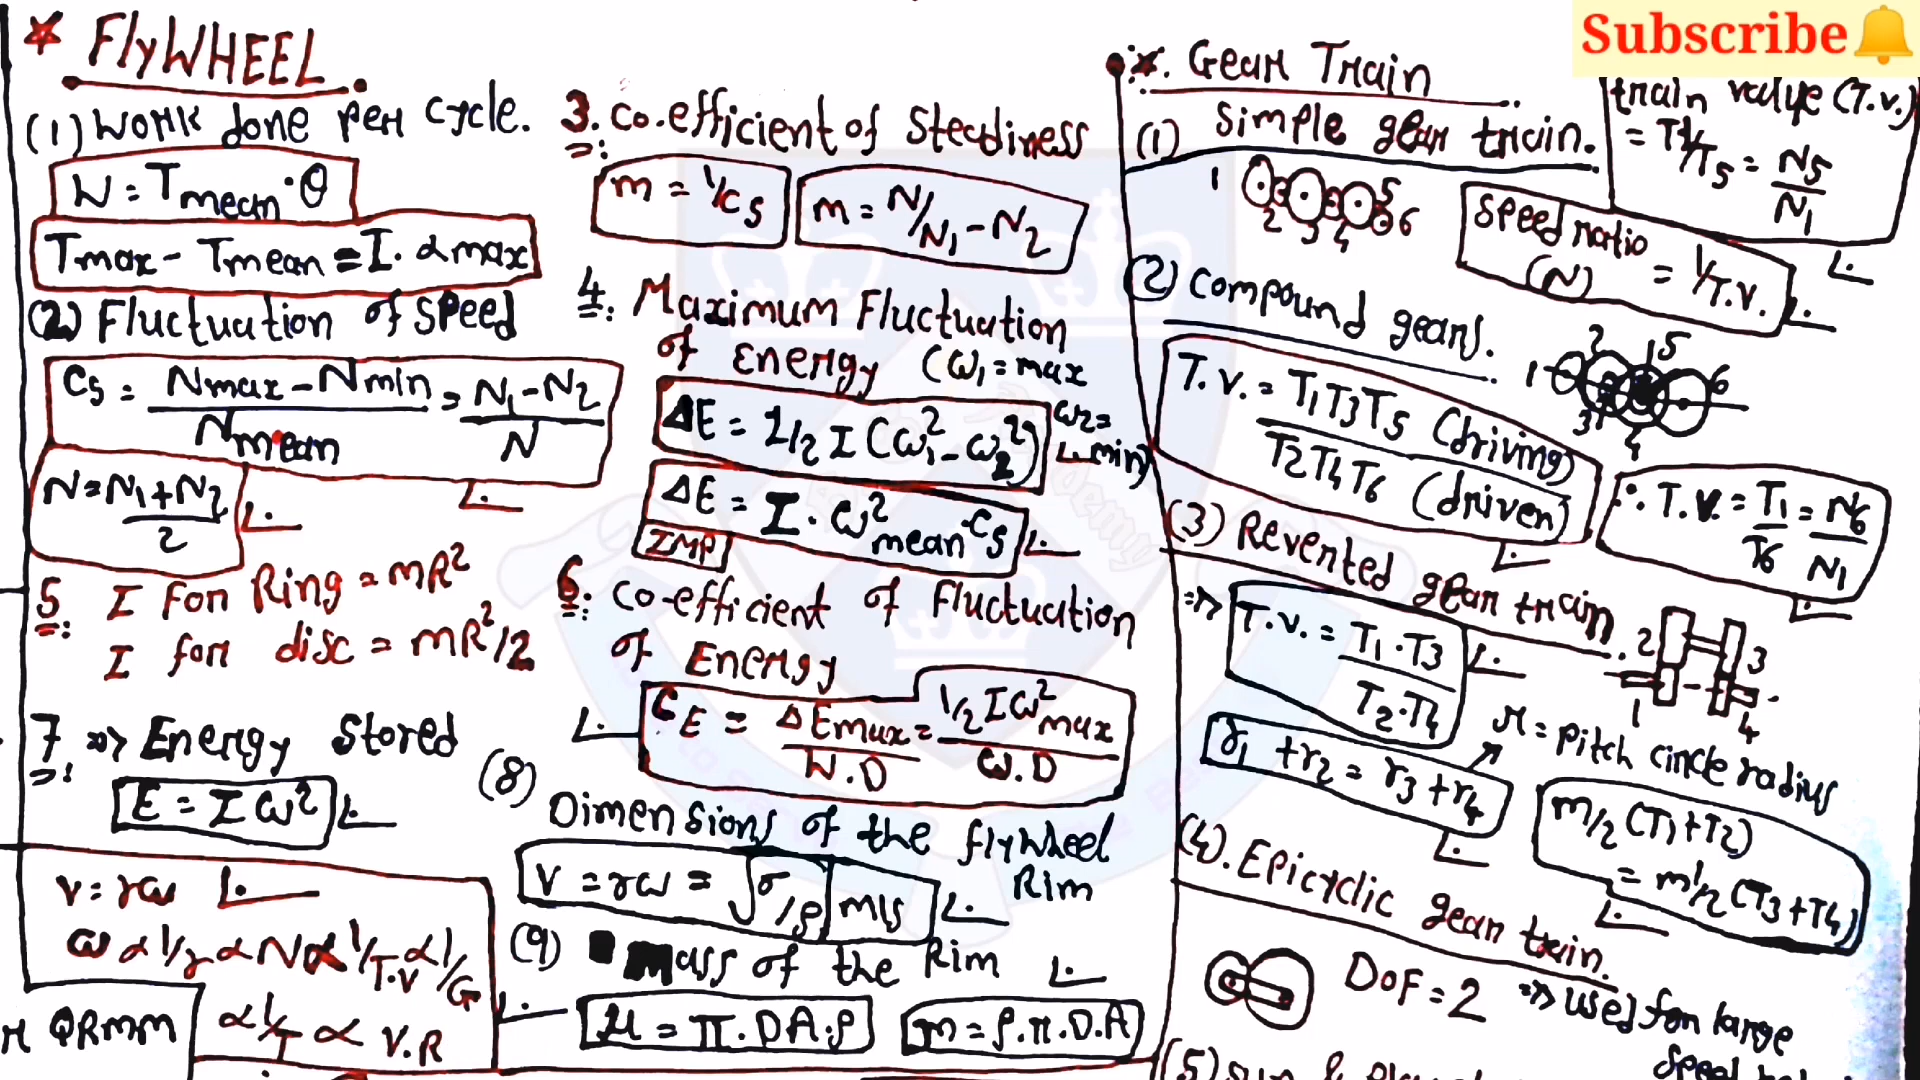 * FlyWHEEL
(1) Work done per cycle.
W = Tmean · θ
Tmax - Tmean = I · αmax
(2) Fluctuation of speed
Cs = Nmax - Nmin / Nmean = N1 - N2 / N
N = N1 + N2 / 2
5. I for Ring = mR²
I for disc = mR²/2
7. => Energy Stored
E = Iω²
v = rω
ω α 1/r α N α 1/T.V α 1/G
α 1/T α V.R
QRMM
3. co-efficient of Steadiness
m = 1/Cs
m = N/N1 - N2
4. Maximum Fluctuation
of Energy (ω1 = max
ω2 =
min)
ΔE = 1/2 I (ω1² - ω2²)
ΔE = I · ω²mean · Cs
IMP
6. co-efficient of Fluctuation
of Energy
CE = ΔEmax / W.D = 1/2 Iω²max / W.D
(8) Dimensions of the flywheel
Rim
V = rω = √σ/ρ m/s
(9) mass of the Rim
μ = π.DA.ρ
m = ρ.π.D.A
Subscribe
*. Gear Train
(1) Simple gear train.
1 2 3 4 5 6
train value (T.V.)
= T1/T5 = N5/N1
Speed ratio
(N) = 1/T.V.
(2) compound gears.
1 2 3 4 5 6
T.V. = T1T3T5 (driving) / T2T4T6 (driven)
∴ T.V. = T1/T6 = N6/N1
(3) Reverted gear train.
1 2 3 4
=> T.V. = T1·T3 / T2·T4
r = pitch circle radius
r1 + r2 = r3 + r4
m/2 (T1+T2)
= m'/2 (T3+T4)
(4). Epicyclic gear train.
DoF = 2 => used for large
speed
(5) sun &